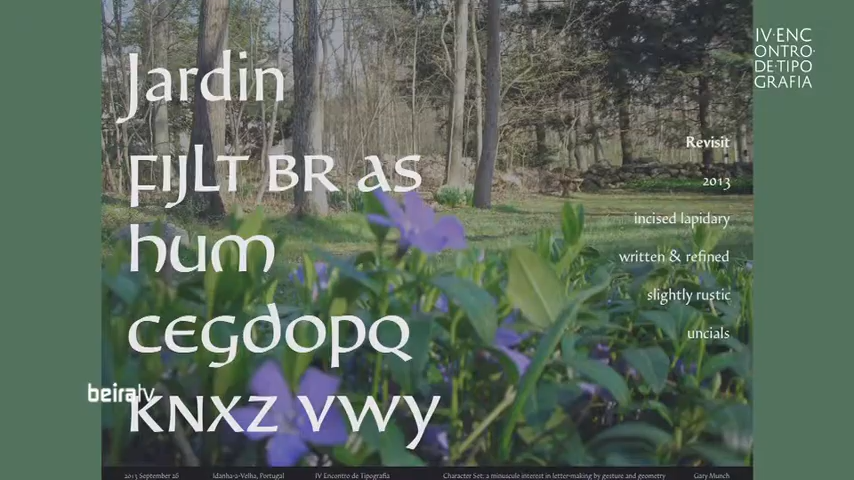 Jardin
FIJLT BR AS
hum
CEGDOPQ
KNXZ VWY
IV·ENC
ONTRO·
DE·TIPO
GRAFIA
Revisit
2013
incised lapidary
written & refined
slightly rustic
uncials
beiratv
2013 September 26 Idanha-a-Velha, Portugal IV Encontro de Tipografia Character Set: a minuscule interest in letter-making by gesture and geometry Gary Munch